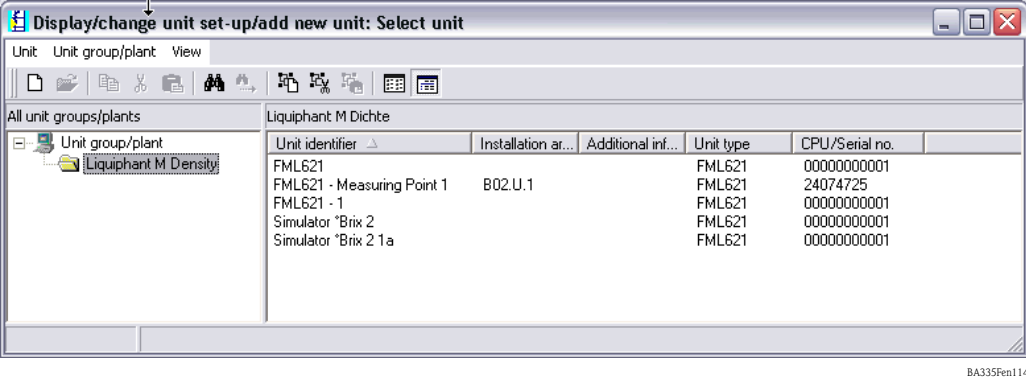 Display/change unit set-up/add new unit: Select unit
Unit Unit group/plant View
All unit groups/plants Liquiphant M Dichte
Unit group/plant
Liquiphant M Density
Unit identifier Installation ar... Additional inf... Unit type CPU/Serial no.
FML621 FML621 00000000001
FML621 - Measuring Point 1 B02.U.1 FML621 24074725
FML621 - 1 FML621 00000000001
Simulator °Brix 2 FML621 00000000001
Simulator °Brix 2 1a FML621 00000000001
BA335Fen114